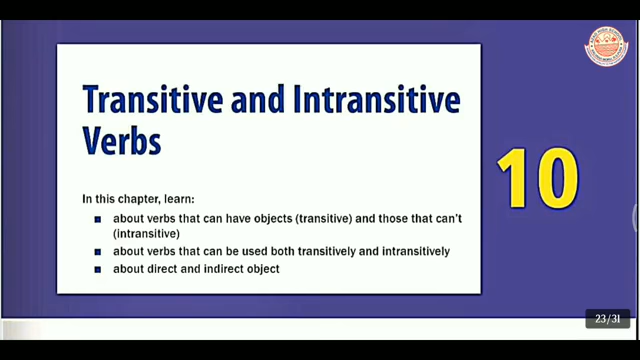 Transitive and Intransitive
Verbs
10
In this chapter, learn:
about verbs that can have objects (transitive) and those that can't
(intransitive)
about verbs that can be used both transitively and intransitively
about direct and indirect object
23/31